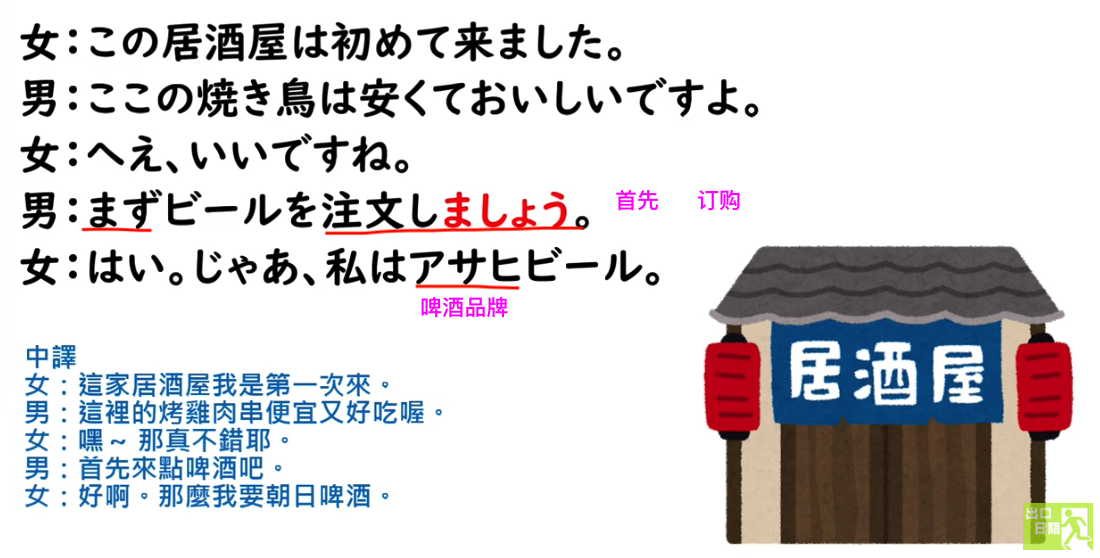 女：この居酒屋は初めて来ました。
男：ここの焼き鳥は安くておいしいですよ。
女：へえ、いいですね。
男：まずビールを注文しましょう。 首先 订购
女：はい。じゃあ、私はアサヒビール。
啤酒品牌
中譯
女：這家居酒屋我是第一次來。
男：這裡的烤雞肉串便宜又好吃喔。
女：嘿~ 那真不錯耶。
男：首先來點啤酒吧。
女：好啊。那麼我要朝日啤酒。
居酒屋
出口
日語